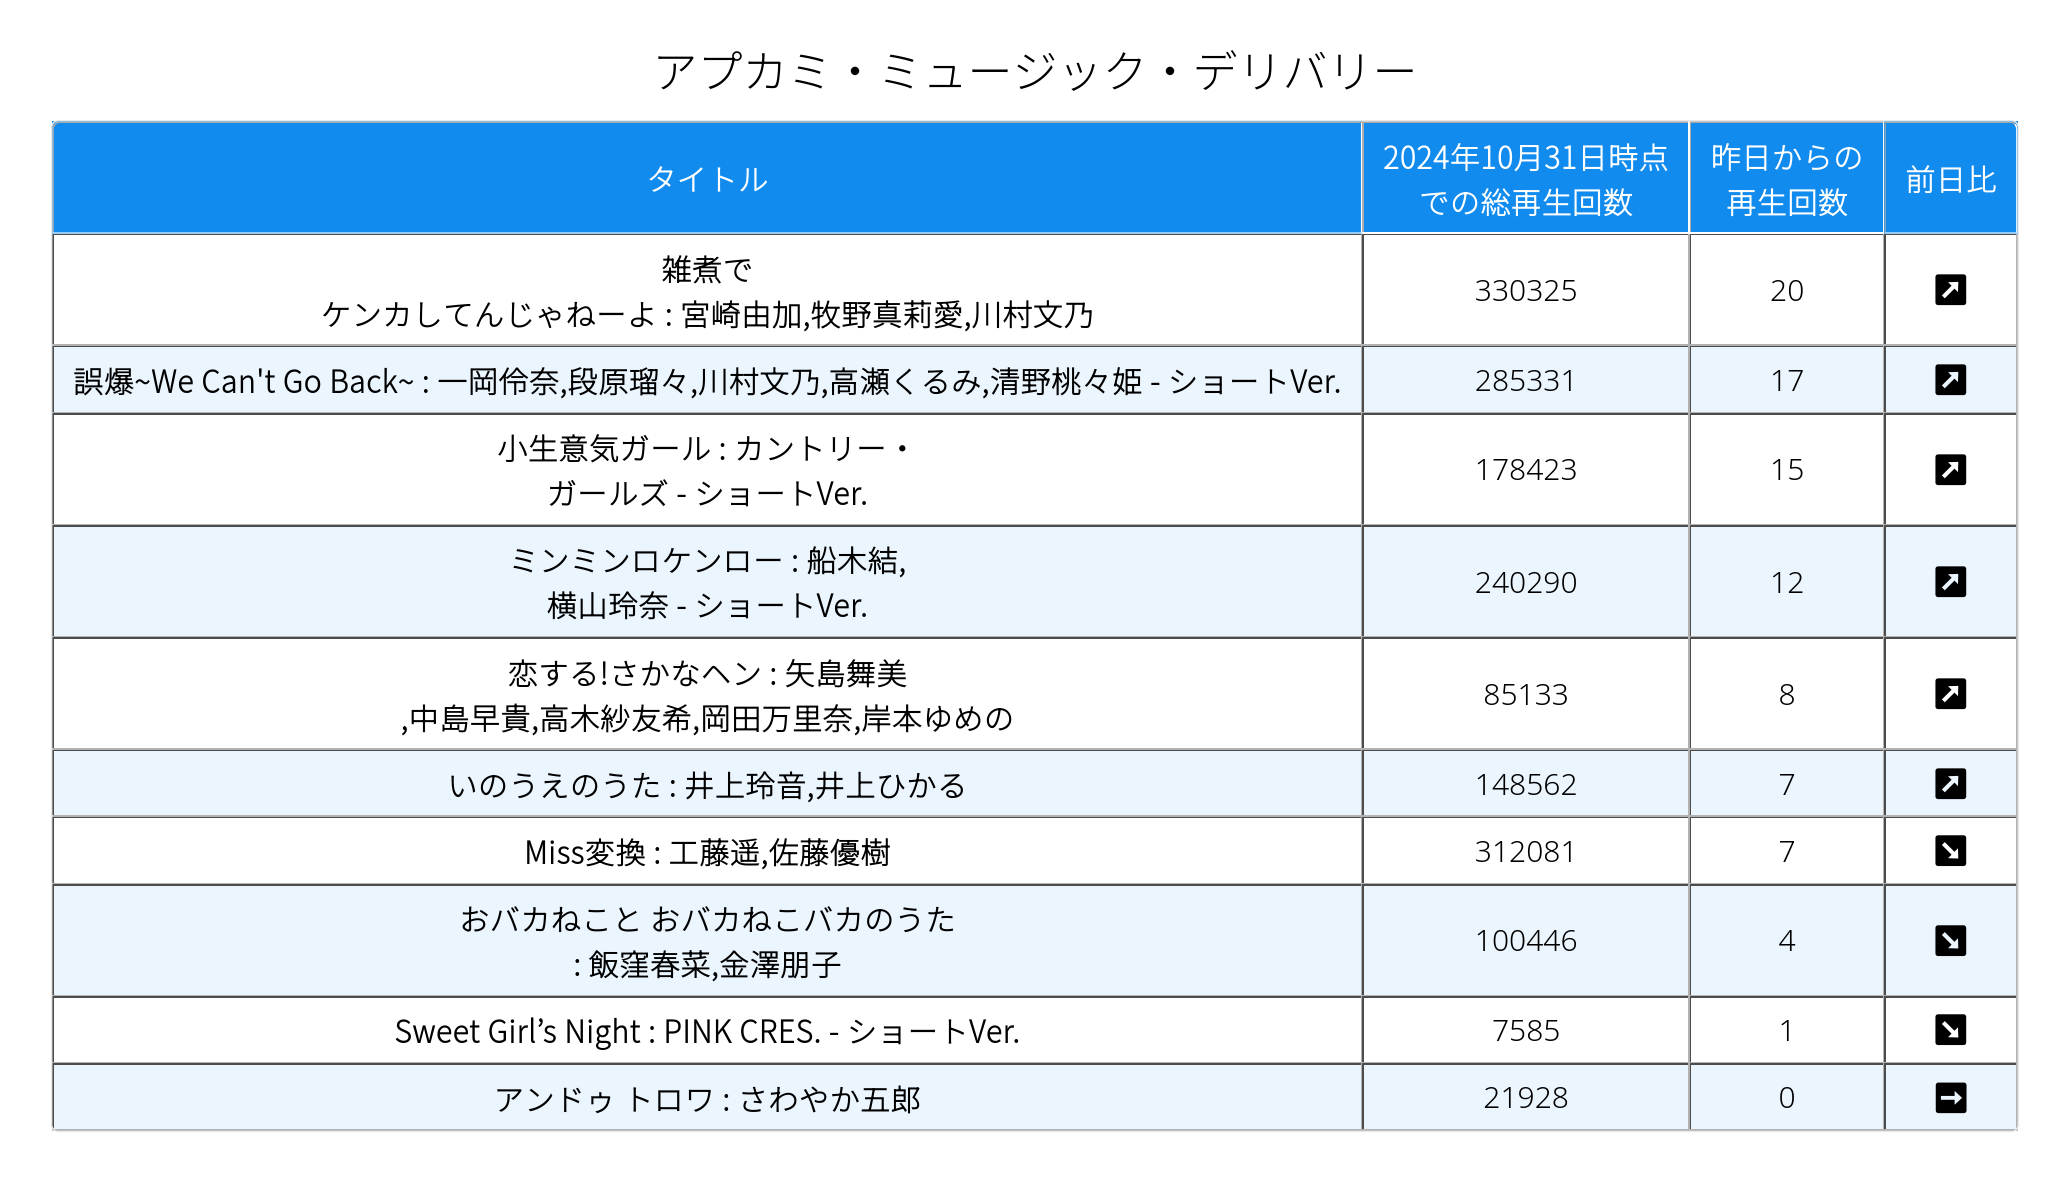 アプカミ・ミュージック・デリバリー
タイトル
2024年10月31日時点
での総再生回数
昨日からの
再生回数
前日比
雑煮で
ケンカしてんじゃねーよ : 宮崎由加,牧野真莉愛,川村文乃
330325
20
誤爆~We Can't Go Back~ : 一岡伶奈,段原瑠々,川村文乃,高瀬くるみ,清野桃々姫 - ショートVer.
285331
17
小生意気ガール : カントリー・
ガールズ - ショートVer.
178423
15
ミンミンロケンロー : 船木結,
横山玲奈 - ショートVer.
240290
12
恋する!さかなヘン : 矢島舞美
,中島早貴,高木紗友希,岡田万里奈,岸本ゆめの
85133
8
いのうえのうた : 井上玲音,井上ひかる
148562
7
Miss変換 : 工藤遥,佐藤優樹
312081
7
おバカねこと おバカねこバカのうた
: 飯窪春菜,金澤朋子
100446
4
Sweet Girl’s Night : PINK CRES. - ショートVer.
7585
1
アンドゥ トロワ : さわやか五郎
21928
0